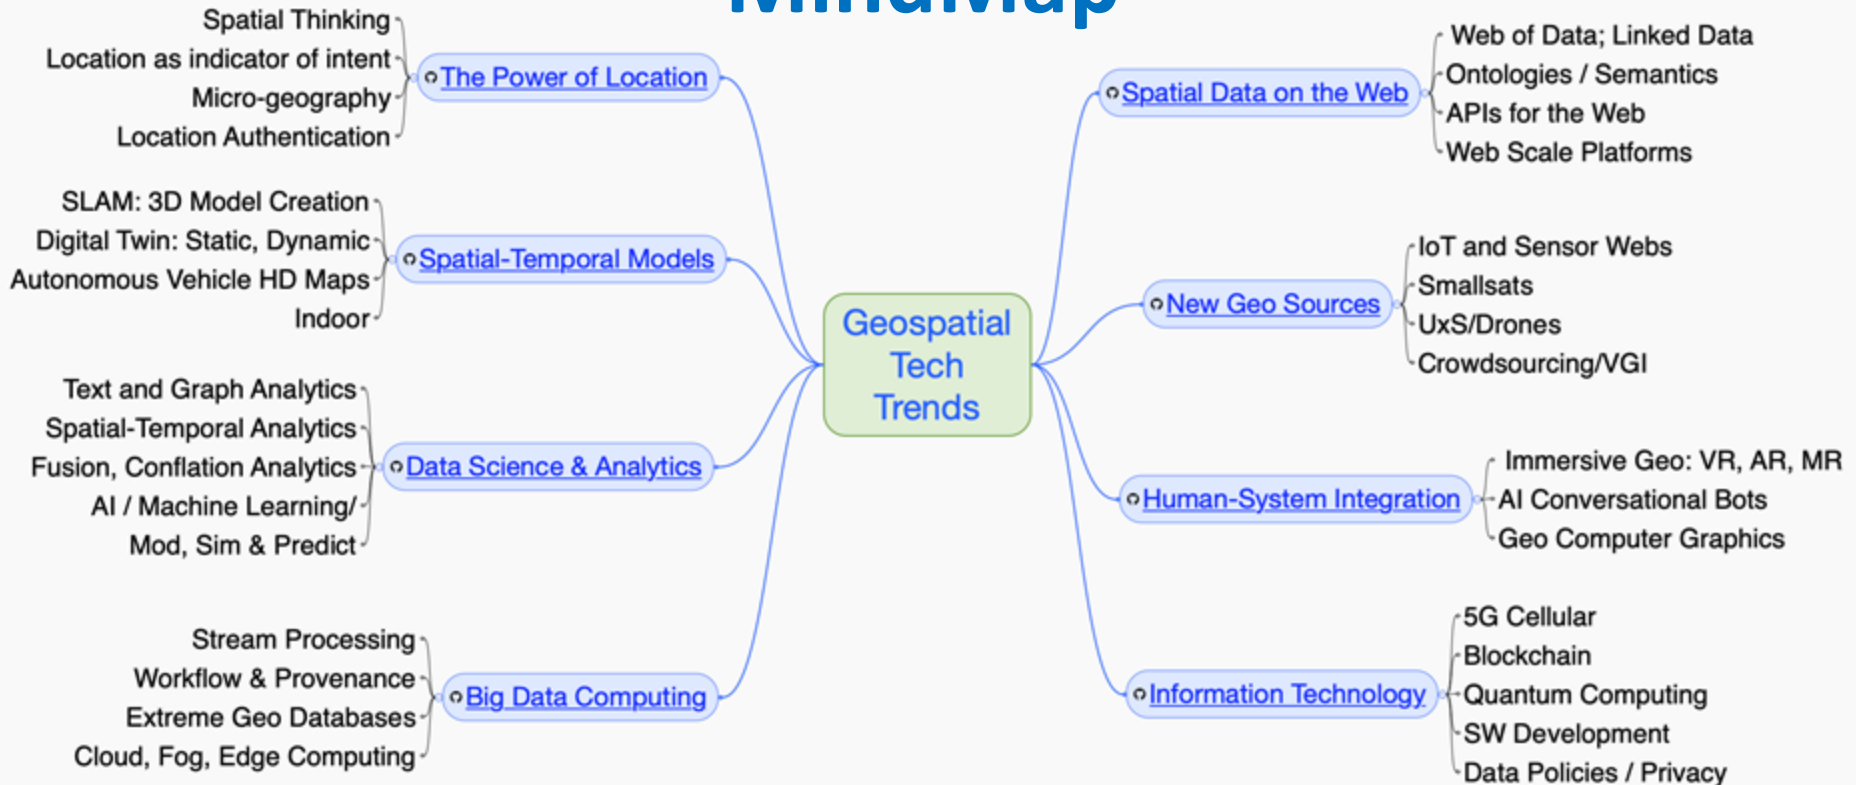 MindMap
Spatial Thinking
Location as indicator of intent
Micro-geography
Location Authentication
The Power of Location
SLAM: 3D Model Creation
Digital Twin: Static, Dynamic
Autonomous Vehicle HD Maps
Indoor
Spatial-Temporal Models
Text and Graph Analytics
Spatial-Temporal Analytics
Fusion, Conflation Analytics
AI / Machine Learning/
Mod, Sim & Predict
Data Science & Analytics
Stream Processing
Workflow & Provenance
Extreme Geo Databases
Cloud, Fog, Edge Computing
Big Data Computing
Geospatial
Tech
Trends
Spatial Data on the Web
Web of Data; Linked Data
Ontologies / Semantics
APIs for the Web
Web Scale Platforms
New Geo Sources
IoT and Sensor Webs
Smallsats
UxS/Drones
Crowdsourcing/VGI
Human-System Integration
Immersive Geo: VR, AR, MR
AI Conversational Bots
Geo Computer Graphics
Information Technology
5G Cellular
Blockchain
Quantum Computing
SW Development
Data Policies / Privacy